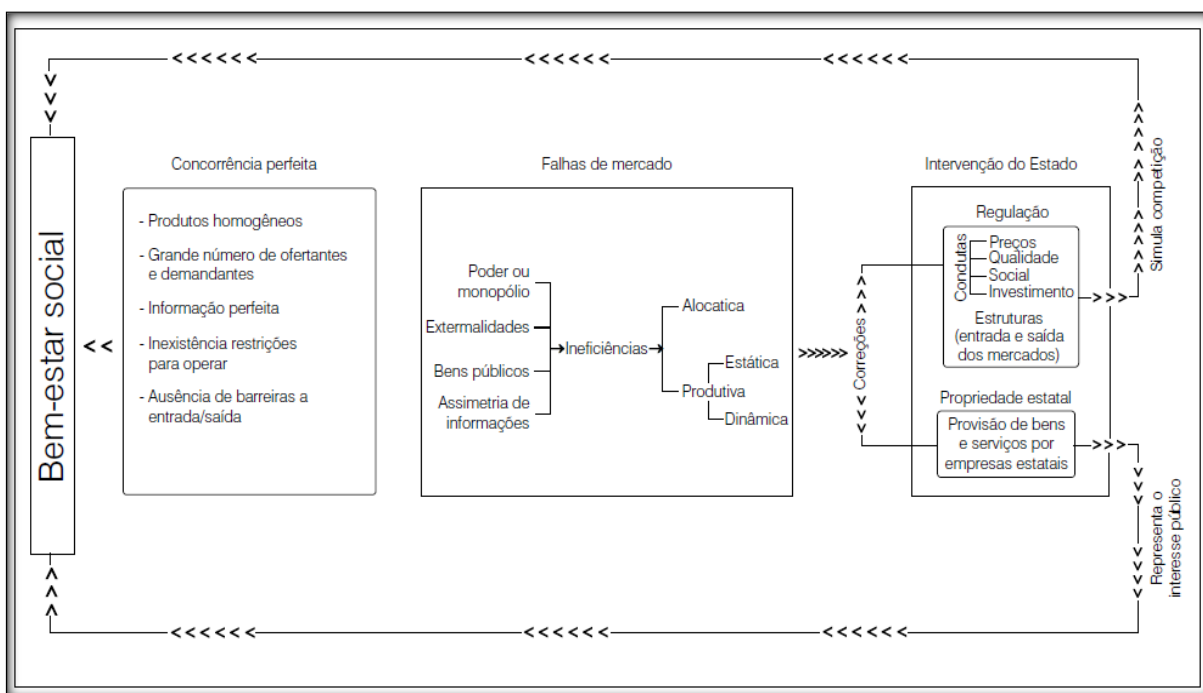 Bem-estar social
Concorrência perfeita
- Produtos homogêneos
- Grande número de ofertantes
e demandantes
- Informação perfeita
- Inexistência restrições
para operar
- Ausência de barreiras a
entrada/saída
Falhas de mercado
Poder ou
monopólio
Extermalidades
Bens públicos
Assimetria de
informações
Ineficiências
Alocatica
Produtiva
Estática
Dinâmica
Correções
Intervenção do Estado
Regulação
Condutas
Preços
Qualidade
Social
Investimento
Estruturas
(entrada e saída
dos mercados)
Propriedade estatal
Provisão de bens
e serviços por
empresas estatais
Simula competição
Representa o
interesse público